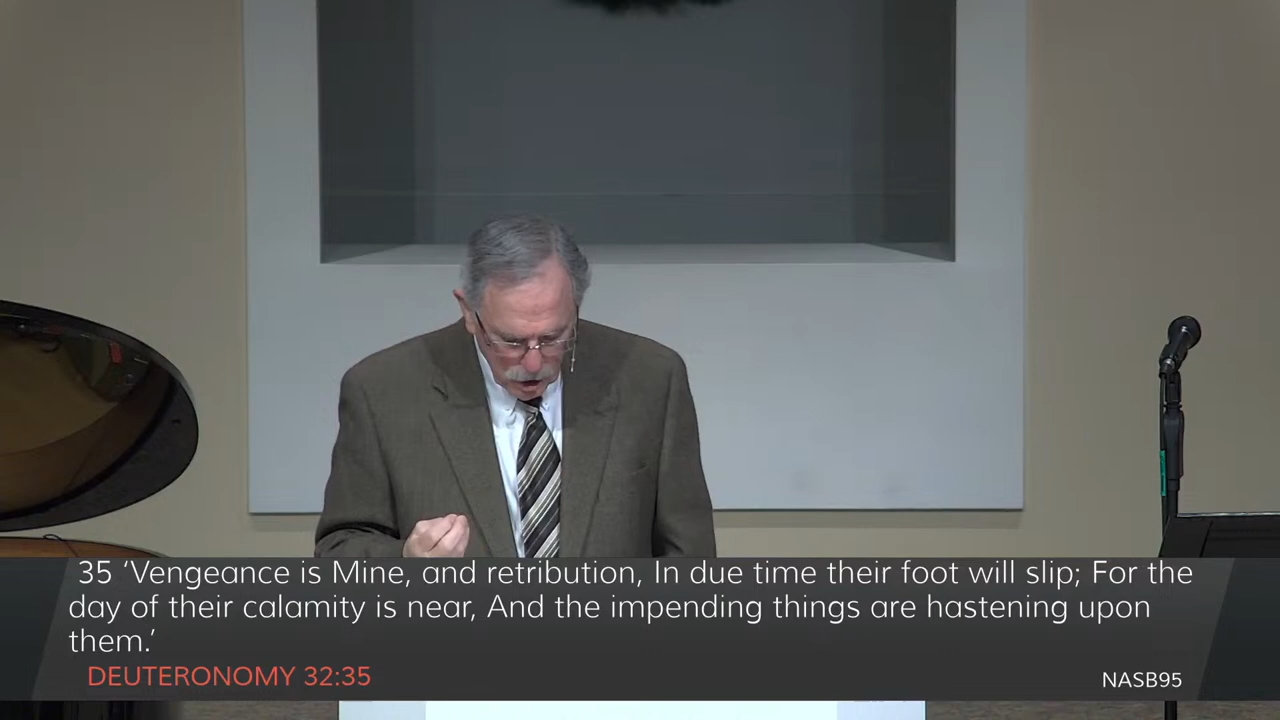 35 ‘Vengeance is Mine, and retribution, In due time their foot will slip; For the
day of their calamity is near, And the impending things are hastening upon
them.’
DEUTERONOMY 32:35
NASB95